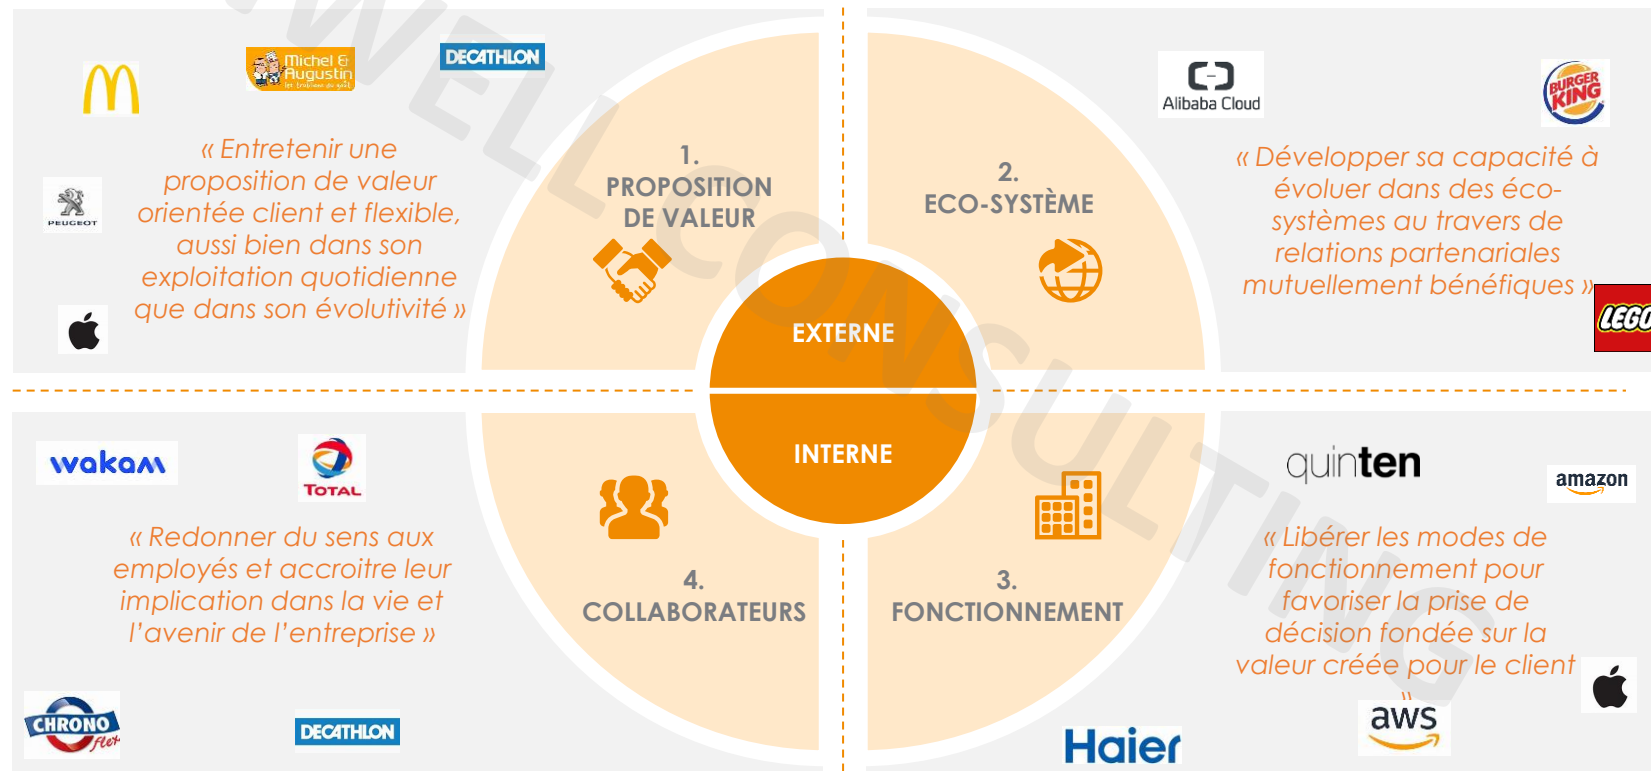 Michel &
Augustin
les trublions du goût
DECATHLON
« Entretenir une
proposition de valeur
orientée client et flexible,
aussi bien dans son
exploitation quotidienne
que dans son évolutivité »
PEUGEOT
1.
PROPOSITION
DE VALEUR
2.
ECO-SYSTÈME
Alibaba Cloud
BURGER
KING
« Développer sa capacité à
évoluer dans des éco-
systèmes au travers de
relations partenariales
mutuellement bénéfiques »
LEGO
EXTERNE
INTERNE
wakam
TOTAL
« Redonner du sens aux
employés et accroitre leur
implication dans la vie et
l’avenir de l’entreprise »
CHRONO
flex
DECATHLON
4.
COLLABORATEURS
3.
FONCTIONNEMENT
quinten
amazon
« Libérer les modes de
fonctionnement pour
favoriser la prise de
décision fondée sur la
valeur créée pour le client
»
aws
Haier
WELL CONSULTING